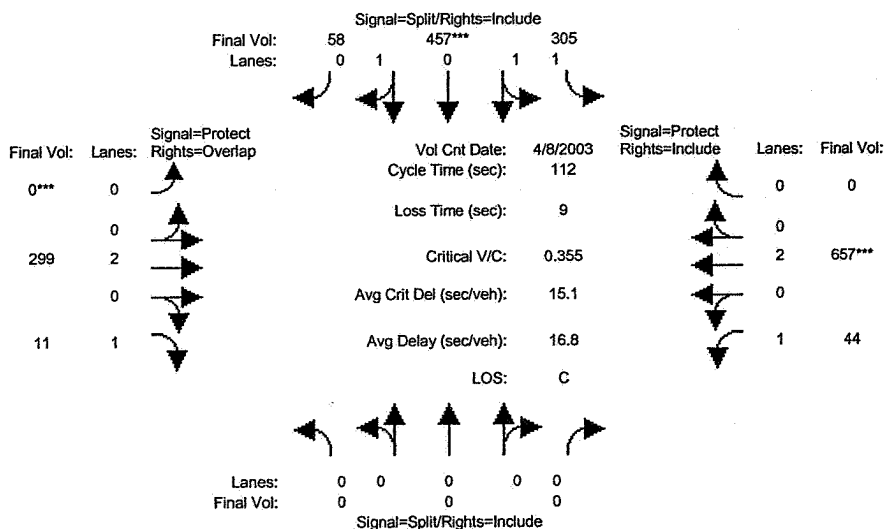 Signal=Split/Rights=Include
Final Vol: 58 457*** 305
Lanes: 0 1 0 1 1
Signal=Protect
Final Vol: Lanes: Rights=Overlap
Vol Cnt Date: 4/8/2003
Signal=Protect
Rights=Include Lanes: Final Vol:
Cycle Time (sec): 112
0*** 0
0 0
Loss Time (sec): 9
0
0
299 2
Critical V/C: 0.355
2 657***
0
Avg Crit Del (sec/veh): 15.1
0
11 1
Avg Delay (sec/veh): 16.8
1 44
LOS: C
Lanes: 0 0 0 0 0
Final Vol: 0 0 0
Signal=Split/Rights=Include